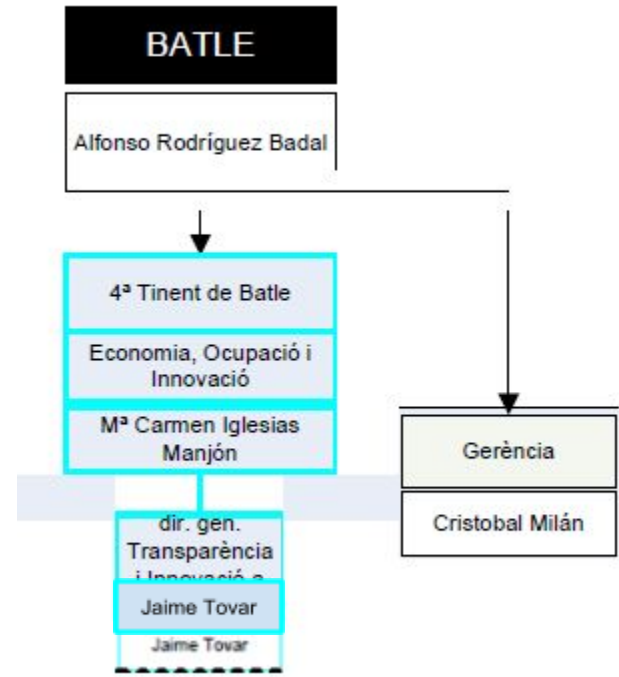 BATLE
Alfonso Rodríguez Badal
4ª Tinent de Batle
Economia, Ocupació i
Innovació
Mª Carmen Iglesias
Manjón
Gerència
Cristobal Milán
dir. gen.
Transparència
i Innovació a
Jaime Tovar
Jaime Tovar